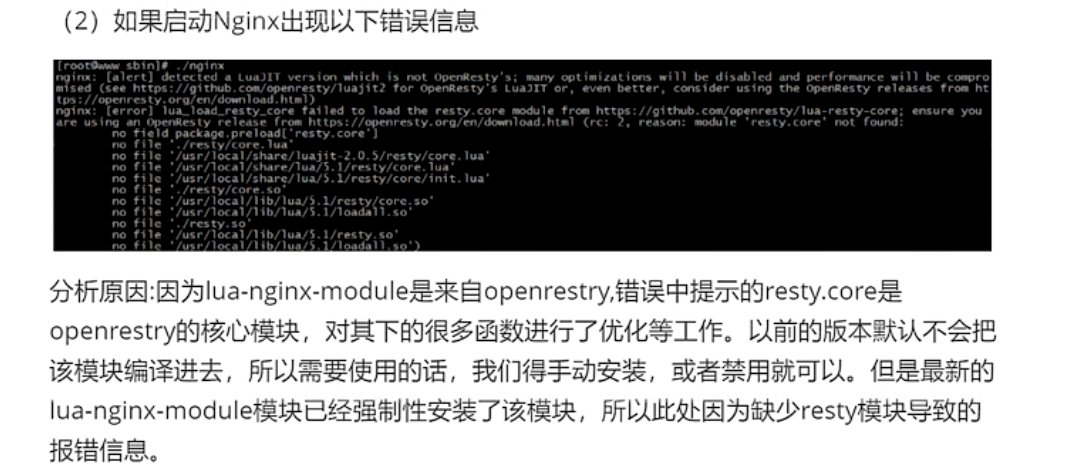 （2）如果启动Nginx出现以下错误信息
[root@www sbin]# ./nginx
nginx: [alert] detected a LuaJIT version which is not OpenResty's; many optimizations will be disabled and performance will be compro
mised (see https://github.com/openresty/luajit2 for OpenResty's LuaJIT or, even better, consider using the OpenResty releases from ht
tps://openresty.org/en/download.html)
nginx: [error] lua_load_resty_core failed to load the resty.core module from https://github.com/openresty/lua-resty-core; ensure you
are using an OpenResty release from https://openresty.org/en/download.html (rc: 2, reason: module 'resty.core' not found:
no field package.preload['resty.core']
no file './resty/core.lua'
no file '/usr/local/share/luajit-2.0.5/resty/core.lua'
no file '/usr/local/share/lua/5.1/resty/core.lua
no file '/usr/local/share/lua/5.1/resty/core/init.lua'
no file './resty/core.so'
no file '/usr/local/lib/lua/5.1/resty/core.so'
no file '/usr/local/lib/lua/5.1/loadall.so'
no file './resty.so'
no file '/usr/local/lib/lua/5.1/resty.so'
no file '/usr/local/lib/lua/5.1/loadall.so')
分析原因:因为lua-nginx-module是来自openrestry,错误中提示的resty.core是
openrestry的核心模块，对其下的很多函数进行了优化等工作。以前的版本默认不会把
该模块编译进去，所以需要使用的话，我们得手动安装，或者禁用就可以。但是最新的
lua-nginx-module模块已经强制性安装了该模块，所以此处因为缺少resty模块导致的
报错信息。